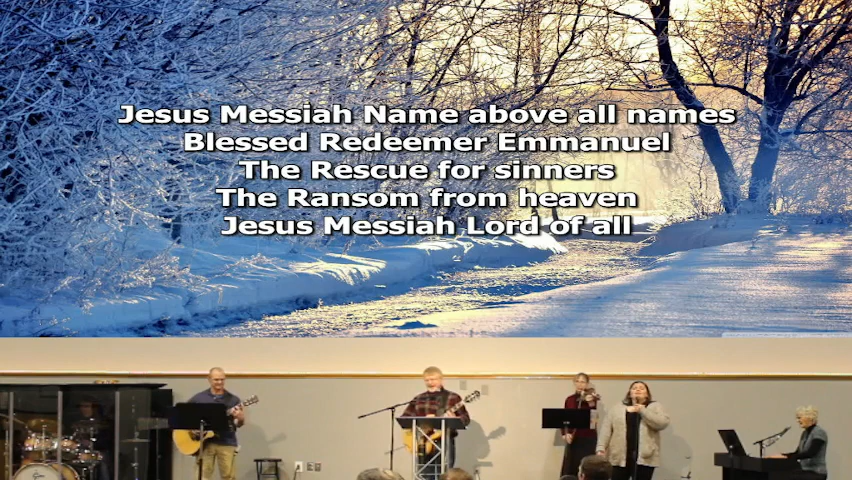 Jesus Messiah Name above all names
Blessed Redeemer Emmanuel
The Rescue for sinners
The Ransom from heaven
Jesus Messiah Lord of all